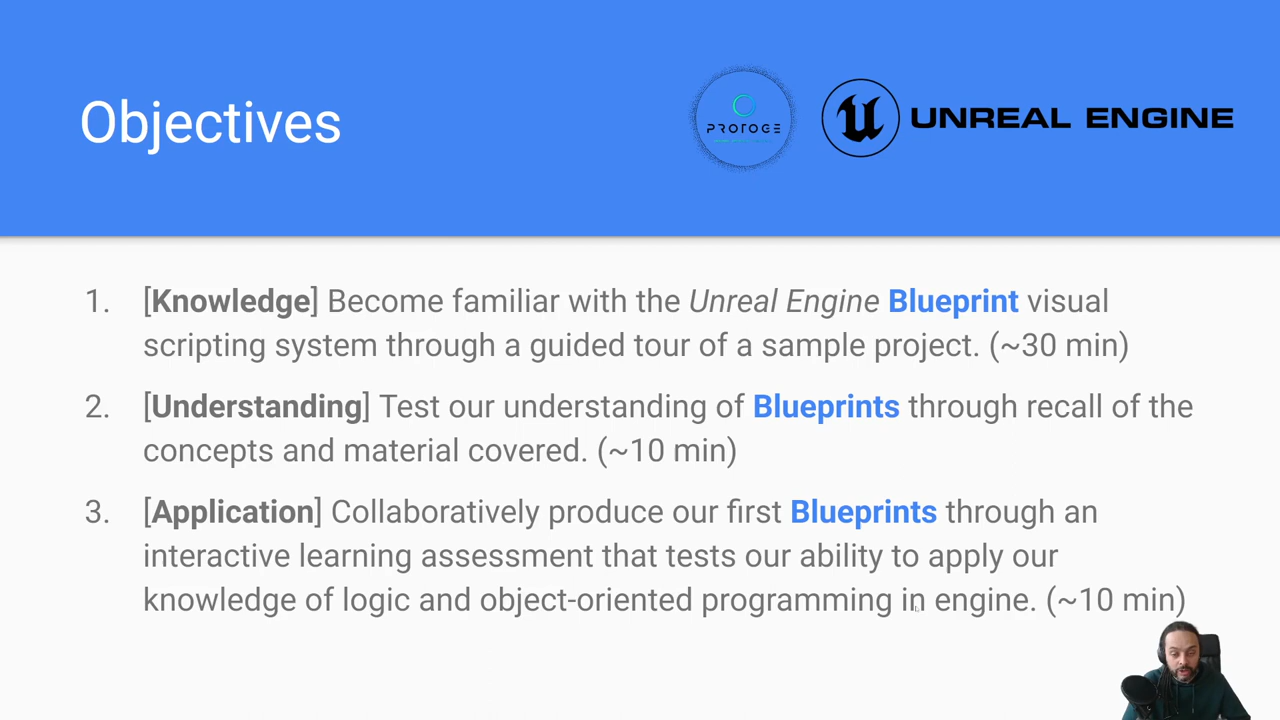 Objectives
PROTOGE
UNREAL ENGINE
1. [Knowledge] Become familiar with the Unreal Engine Blueprint visual
scripting system through a guided tour of a sample project. (~30 min)
2. [Understanding] Test our understanding of Blueprints through recall of the
concepts and material covered. (~10 min)
3. [Application] Collaboratively produce our first Blueprints through an
interactive learning assessment that tests our ability to apply our
knowledge of logic and object-oriented programming in engine. (~10 min)